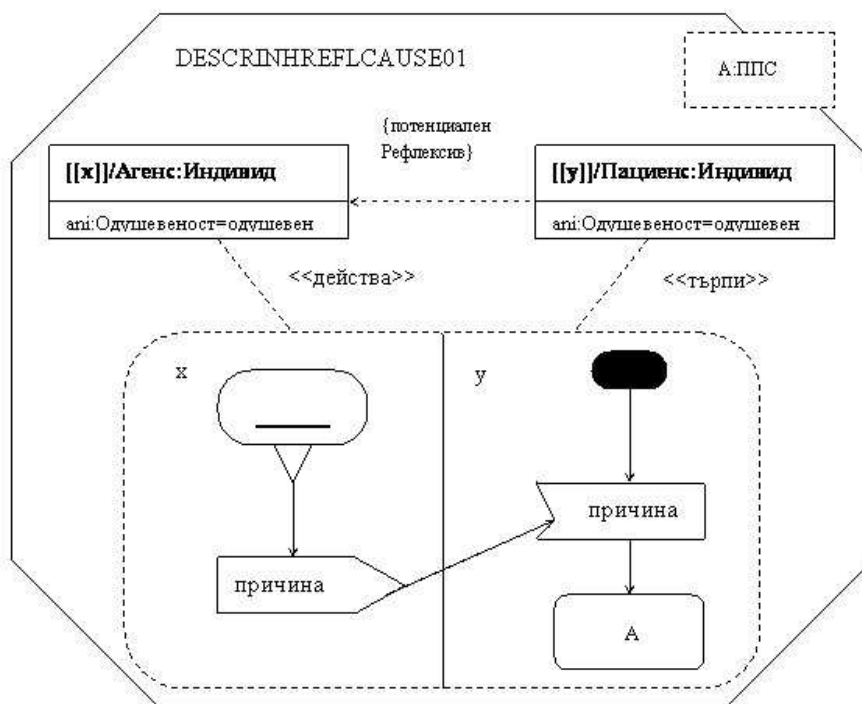 DESCRINHREFLCAUSE01
А:ППС
{потенциален
Рефлексив}
[[x]]/Агенс:Индивид
ani:Одушевеност=одушевен
[[y]]/Пациенс:Индивид
ani:Одушевеност=одушевен
<<действа>>
<<търпи>>
x
y
причина
причина
А